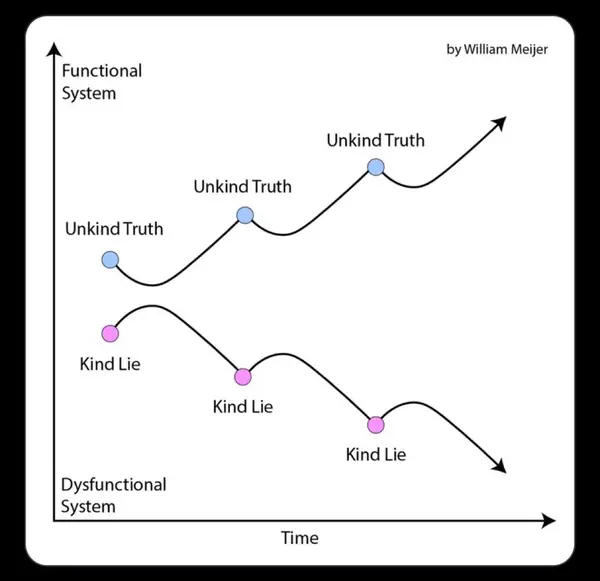 by William Meijer
Functional
System
Unkind Truth
Unkind Truth
Unkind Truth
Kind Lie
Kind Lie
Kind Lie
Dysfunctional
System
Time